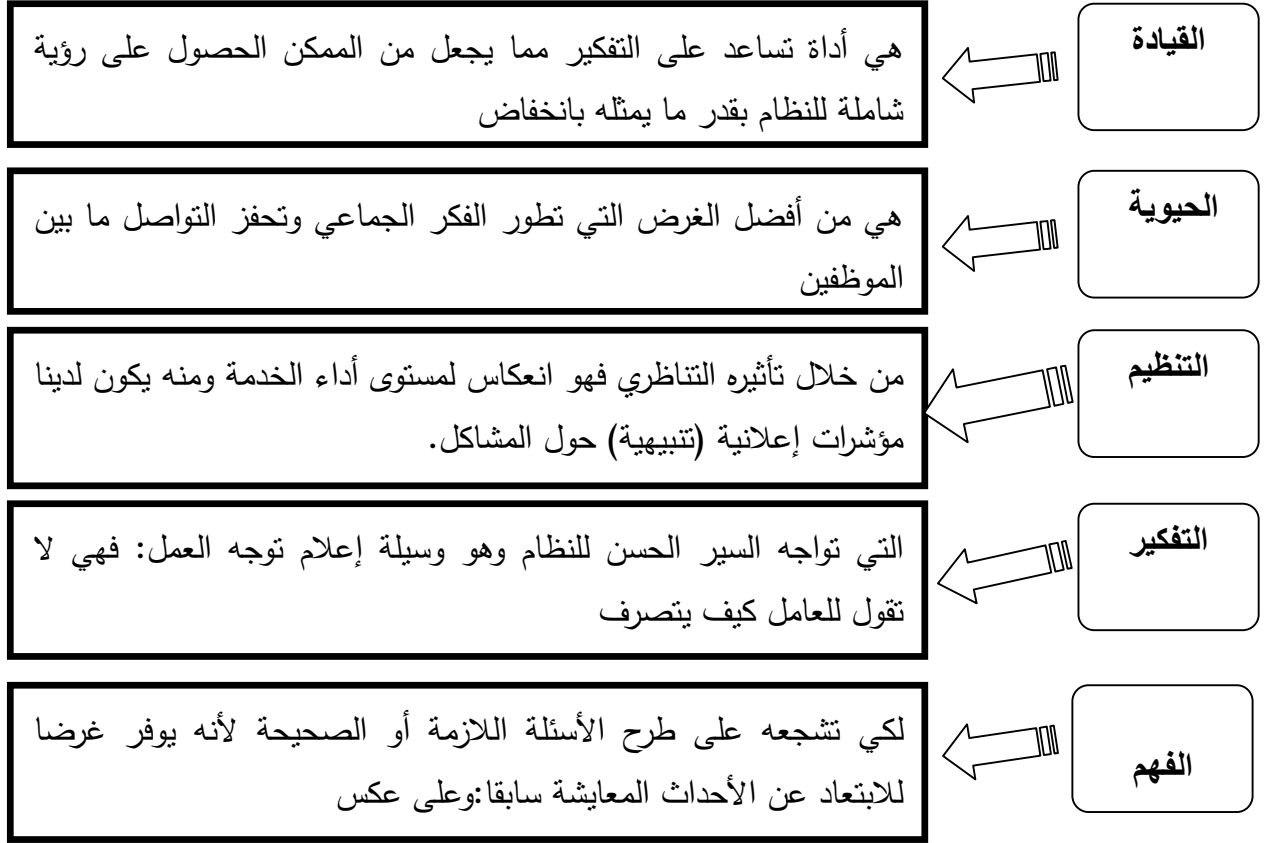 القيادة
هي أداة تساعد على التفكير مما يجعل من الممكن الحصول على رؤية
شاملة للنظام بقدر ما يمثله بانخفاض
الحيوية
هي من أفضل الغرض التي تطور الفكر الجماعي وتحفز التواصل ما بين
الموظفين
التنظيم
من خلال تأثيره التناظري فهو انعكاس لمستوى أداء الخدمة ومنه يكون لدينا
مؤشرات إعلانية (تنبيهية) حول المشاكل.
التفكير
التي تواجه السير الحسن للنظام وهو وسيلة إعلام توجه العمل: فهي لا
تقول للعامل كيف يتصرف
الفهم
لكي تشجعه على طرح الأسئلة اللازمة أو الصحيحة لأنه يوفر غرضا
للابتعاد عن الأحداث المعايشة سابقا:وعلى عكس